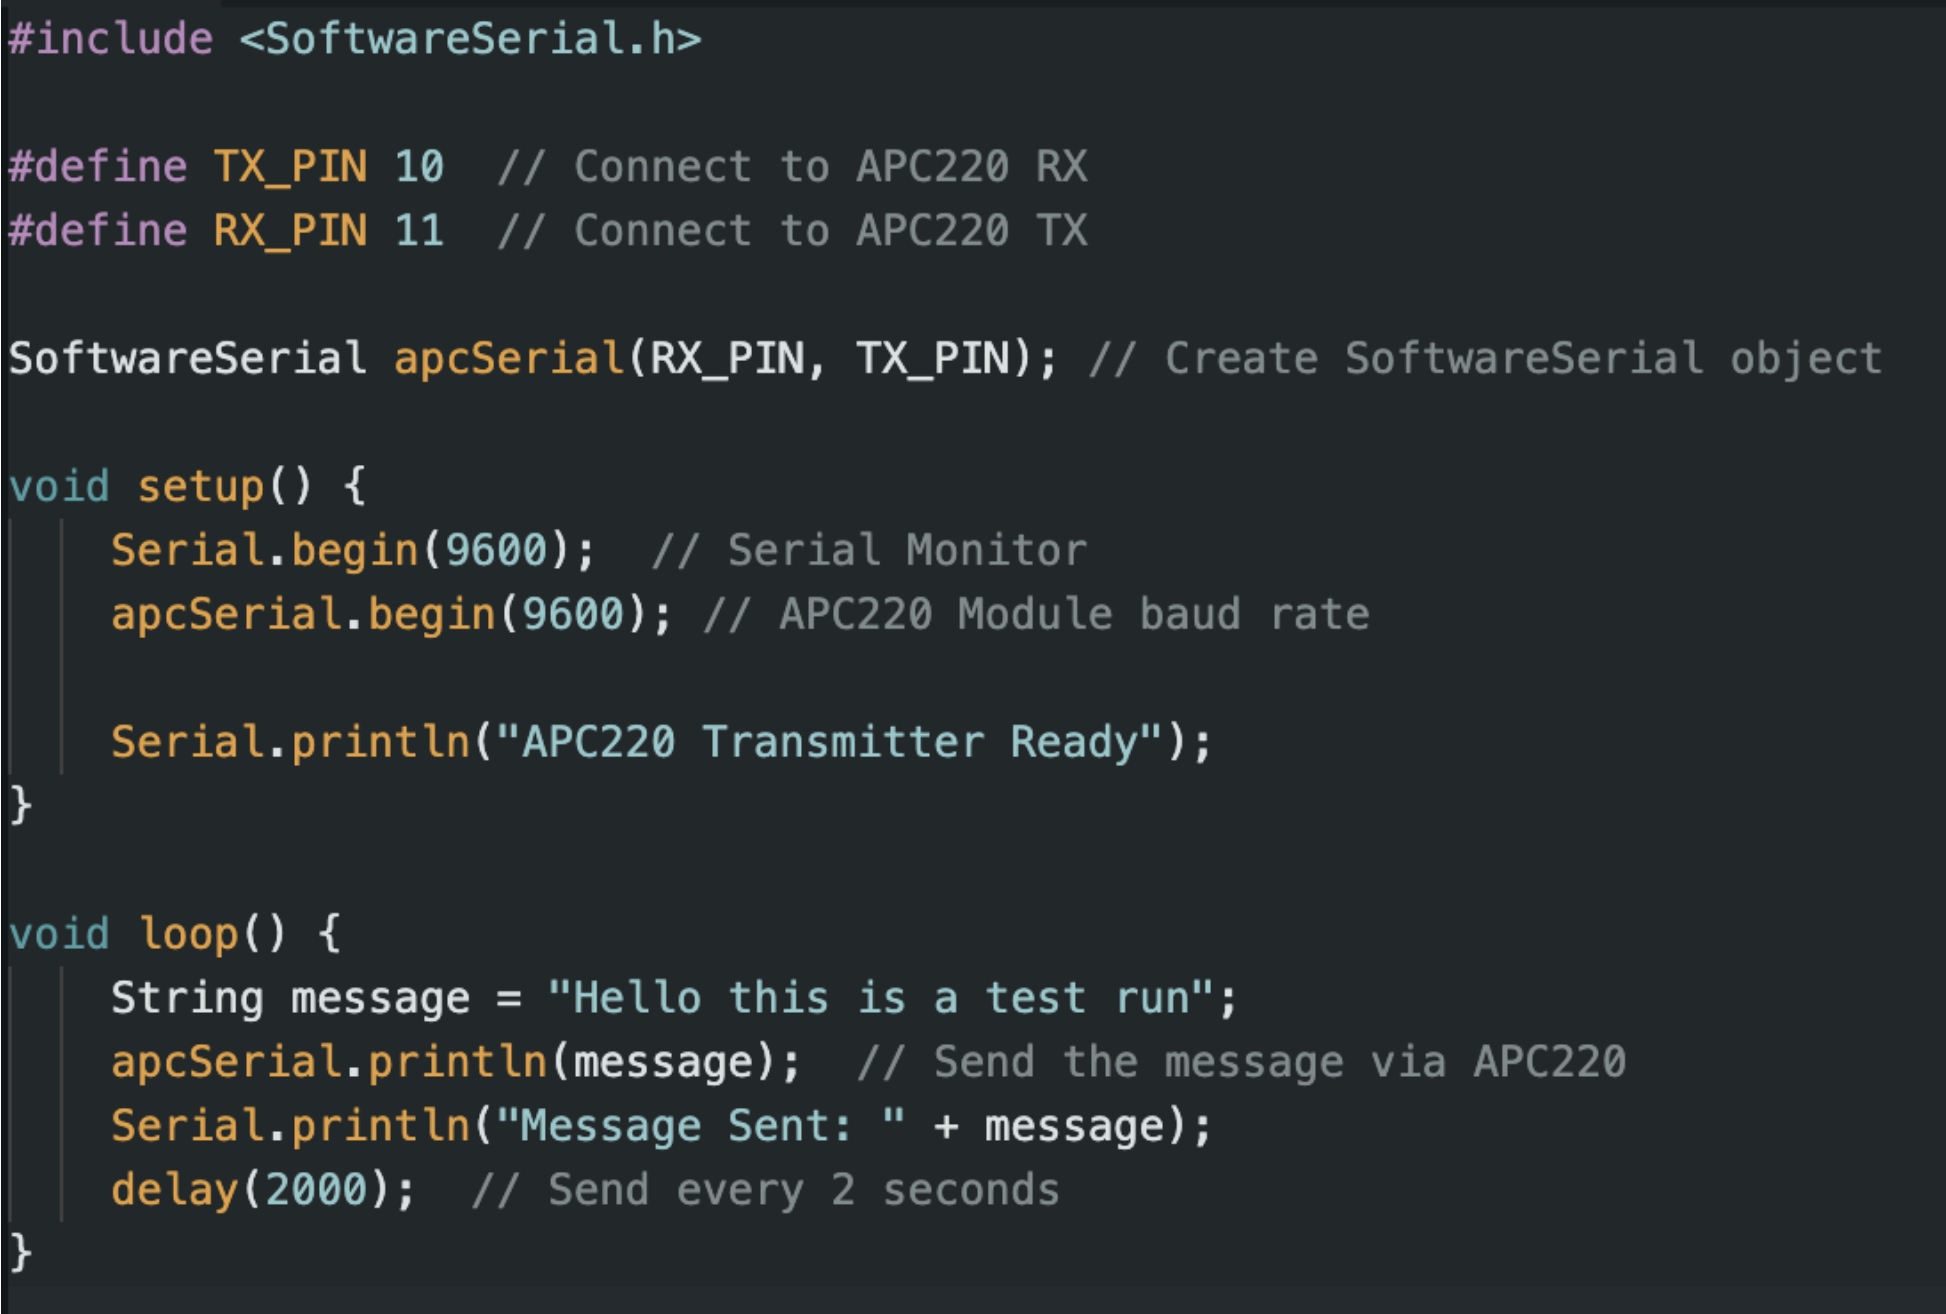 #include <SoftwareSerial.h>
#define TX_PIN 10  // Connect to APC220 RX
#define RX_PIN 11  // Connect to APC220 TX
SoftwareSerial apcSerial(RX_PIN, TX_PIN); // Create SoftwareSerial object
void setup() {
    Serial.begin(9600);  // Serial Monitor
    apcSerial.begin(9600); // APC220 Module baud rate
    Serial.println("APC220 Transmitter Ready");
}
void loop() {
    String message = "Hello this is a test run";
    apcSerial.println(message);  // Send the message via APC220
    Serial.println("Message Sent: " + message);
    delay(2000);  // Send every 2 seconds
}